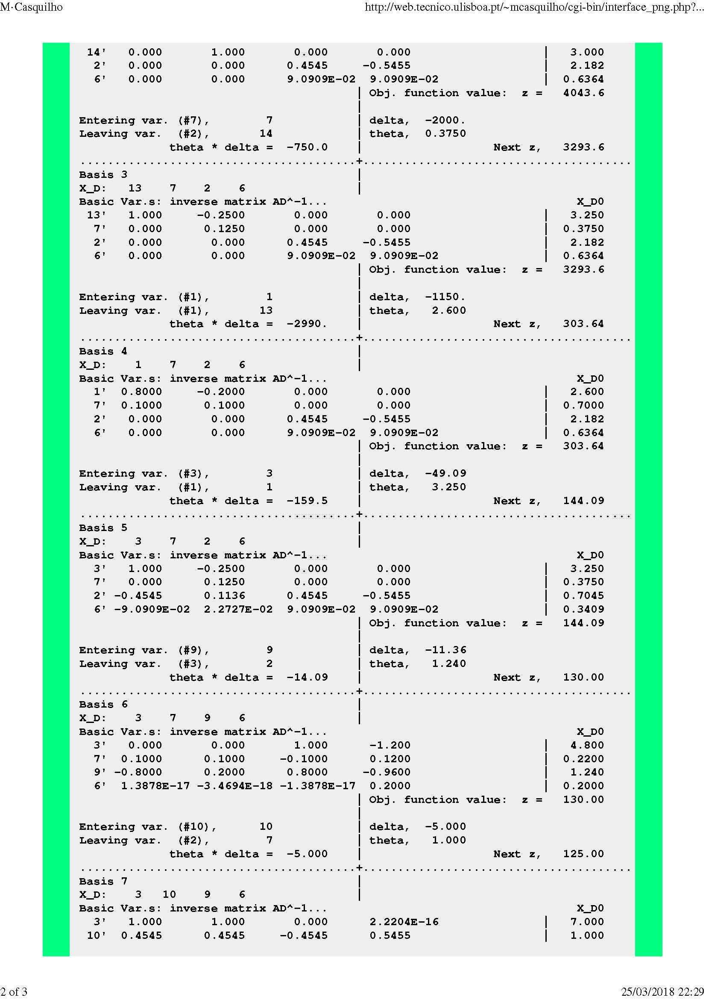 M·Casquilho http://web.tecnico.ulisboa.pt/~mcasquilho/cgi-bin/interface_png.php?...
14' 0.000 1.000 0.000 0.000 | 3.000
2' 0.000 0.000 0.4545 -0.5455 | 2.182
6' 0.000 0.000 9.0909E-02 9.0909E-02 | 0.6364
| Obj. function value: z = 4043.6
|
Entering var. (#7), 7 | delta, -2000.
Leaving var. (#2), 14 | theta, 0.3750
theta * delta = -750.0 | Next z, 3293.6
.......................................+......................................
Basis 3 |
X_D: 13 7 2 6 |
Basic Var.s: inverse matrix AD^-1... X_D0
13' 1.000 -0.2500 0.000 0.000 | 3.250
7' 0.000 0.1250 0.000 0.000 | 0.3750
2' 0.000 0.000 0.4545 -0.5455 | 2.182
6' 0.000 0.000 9.0909E-02 9.0909E-02 | 0.6364
| Obj. function value: z = 3293.6
|
Entering var. (#1), 1 | delta, -1150.
Leaving var. (#1), 13 | theta, 2.600
theta * delta = -2990. | Next z, 303.64
.......................................+......................................
Basis 4 |
X_D: 1 7 2 6 |
Basic Var.s: inverse matrix AD^-1... X_D0
1' 0.8000 -0.2000 0.000 0.000 | 2.600
7' 0.1000 0.1000 0.000 0.000 | 0.7000
2' 0.000 0.000 0.4545 -0.5455 | 2.182
6' 0.000 0.000 9.0909E-02 9.0909E-02 | 0.6364
| Obj. function value: z = 303.64
|
Entering var. (#3), 3 | delta, -49.09
Leaving var. (#1), 1 | theta, 3.250
theta * delta = -159.5 | Next z, 144.09
.......................................+......................................
Basis 5 |
X_D: 3 7 2 6 |
Basic Var.s: inverse matrix AD^-1... X_D0
3' 1.000 -0.2500 0.000 0.000 | 3.250
7' 0.000 0.1250 0.000 0.000 | 0.3750
2' -0.4545 0.1136 0.4545 -0.5455 | 0.7045
6' -9.0909E-02 2.2727E-02 9.0909E-02 9.0909E-02 | 0.3409
| Obj. function value: z = 144.09
|
Entering var. (#9), 9 | delta, -11.36
Leaving var. (#3), 2 | theta, 1.240
theta * delta = -14.09 | Next z, 130.00
.......................................+......................................
Basis 6 |
X_D: 3 7 9 6 |
Basic Var.s: inverse matrix AD^-1... X_D0
3' 0.000 0.000 1.000 -1.200 | 4.800
7' 0.1000 0.1000 -0.1000 0.1200 | 0.2200
9' -0.8000 0.2000 0.8000 -0.9600 | 1.240
6' 1.3878E-17 -3.4694E-18 -1.3878E-17 0.2000 | 0.2000
| Obj. function value: z = 130.00
|
Entering var. (#10), 10 | delta, -5.000
Leaving var. (#2), 7 | theta, 1.000
theta * delta = -5.000 | Next z, 125.00
.......................................+......................................
Basis 7 |
X_D: 3 10 9 6 |
Basic Var.s: inverse matrix AD^-1... X_D0
3' 1.000 1.000 0.000 2.2204E-16 | 7.000
10' 0.4545 0.4545 -0.4545 0.5455 | 1.000
2 of 3 25/03/2018 22:29